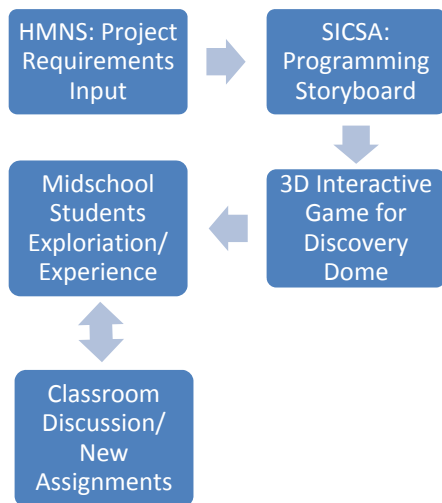 HMNS: Project
Requirements
Input
SICSA:
Programming
Storyboard
3D Interactive
Game for
Discovery
Dome
Midschool
Students
Exploriation/
Experience
Classroom
Discussion/
New
Assignments